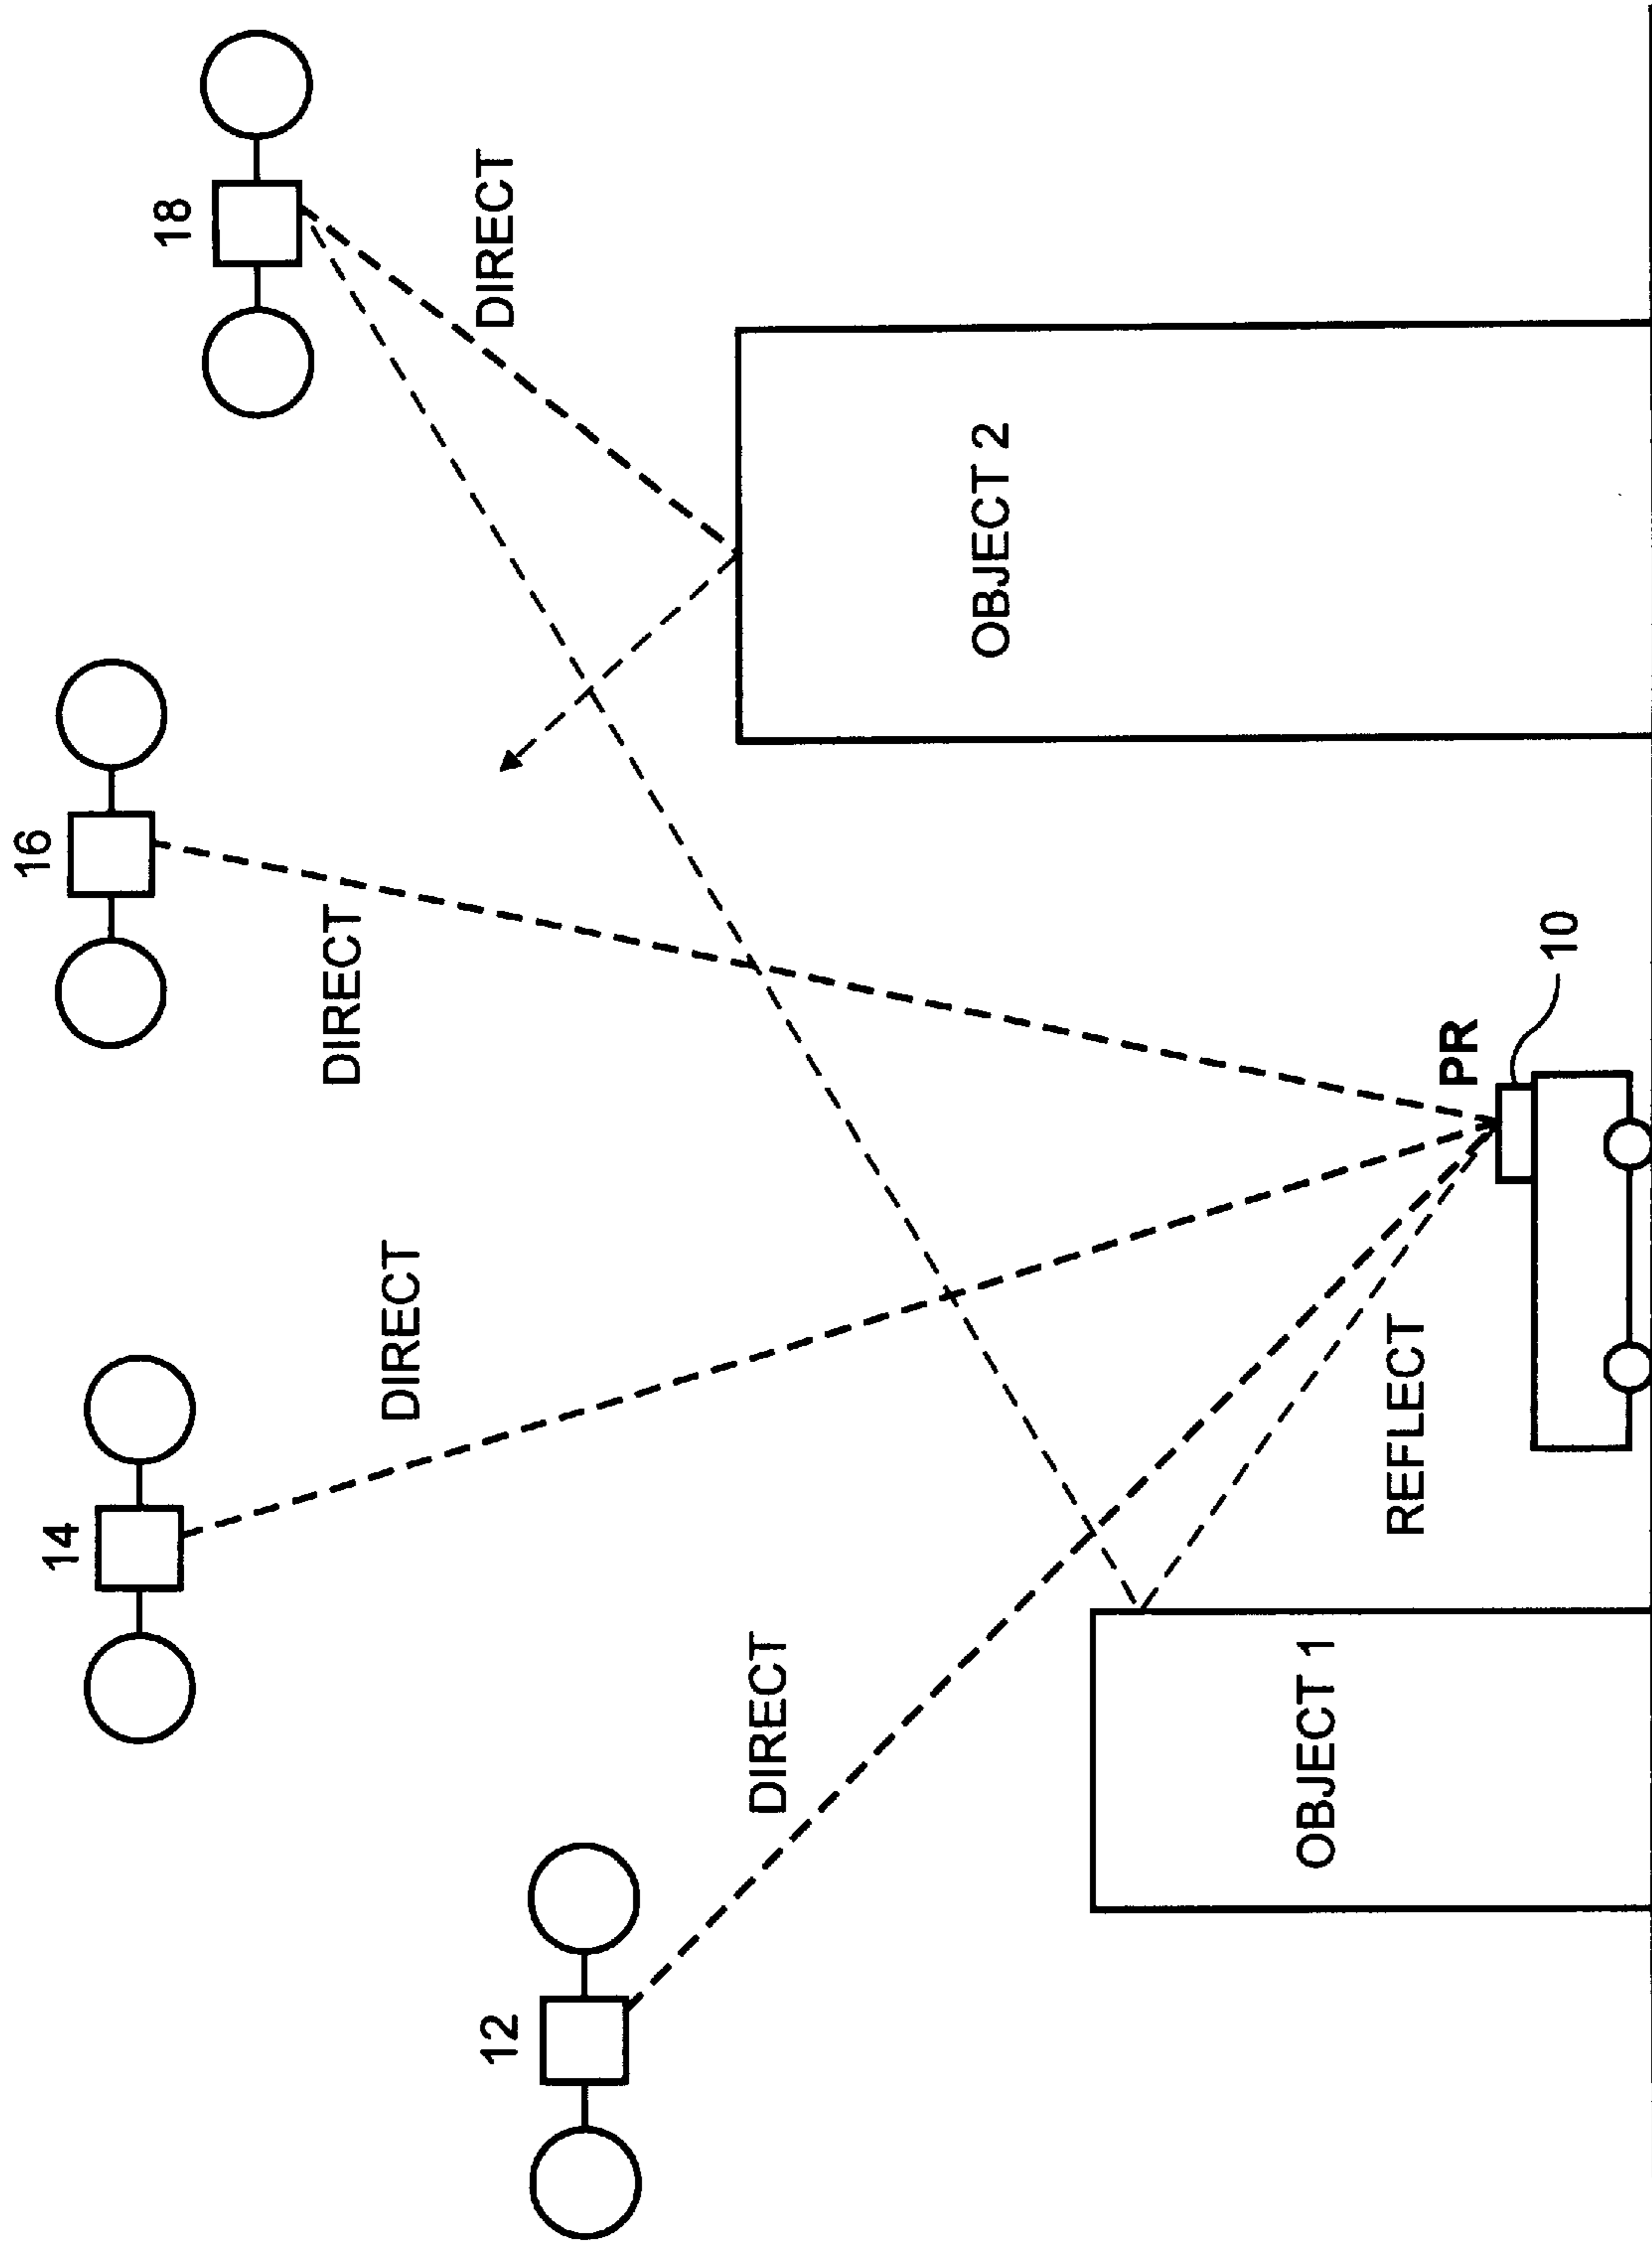 12
14
16
18
DIRECT
DIRECT
DIRECT
DIRECT
OBJECT 1
REFLECT
PR
10
OBJECT 2